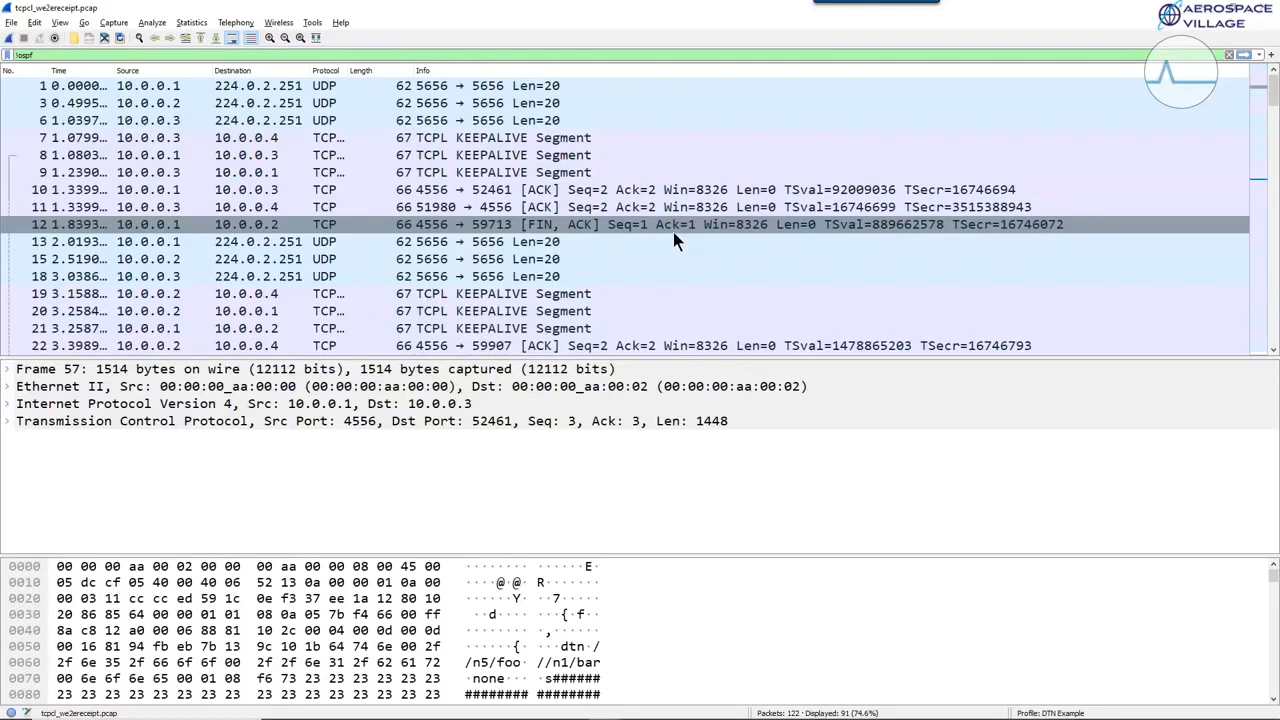 tcpcl_we2ereceipt.pcap
File Edit View Go Capture Analyze Statistics Telephony Wireless Tools Help
AEROSPACE
VILLAGE
!ospf
No. Time Source Destination Protocol Length Info
1 0.0000… 10.0.0.1 224.0.2.251 UDP 62 5656 → 5656 Len=20
3 0.4995… 10.0.0.2 224.0.2.251 UDP 62 5656 → 5656 Len=20
6 1.0397… 10.0.0.3 224.0.2.251 UDP 62 5656 → 5656 Len=20
7 1.0799… 10.0.0.3 10.0.0.4 TCP… 67 TCPL KEEPALIVE Segment
8 1.0803… 10.0.0.1 10.0.0.3 TCP… 67 TCPL KEEPALIVE Segment
9 1.2390… 10.0.0.3 10.0.0.1 TCP… 67 TCPL KEEPALIVE Segment
10 1.3399… 10.0.0.1 10.0.0.3 TCP 66 4556 → 52461 [ACK] Seq=2 Ack=2 Win=8326 Len=0 TSval=92009036 TSecr=16746694
11 1.3399… 10.0.0.3 10.0.0.4 TCP 66 51980 → 4556 [ACK] Seq=2 Ack=2 Win=8326 Len=0 TSval=16746699 TSecr=3515388943
12 1.8393… 10.0.0.1 10.0.0.2 TCP 66 4556 → 59713 [FIN, ACK] Seq=1 Ack=1 Win=8326 Len=0 TSval=889662578 TSecr=16746072
13 2.0193… 10.0.0.1 224.0.2.251 UDP 62 5656 → 5656 Len=20
15 2.5190… 10.0.0.2 224.0.2.251 UDP 62 5656 → 5656 Len=20
18 3.0386… 10.0.0.3 224.0.2.251 UDP 62 5656 → 5656 Len=20
19 3.1588… 10.0.0.2 10.0.0.4 TCP… 67 TCPL KEEPALIVE Segment
20 3.2584… 10.0.0.2 10.0.0.1 TCP… 67 TCPL KEEPALIVE Segment
21 3.2587… 10.0.0.1 10.0.0.2 TCP… 67 TCPL KEEPALIVE Segment
22 3.3989… 10.0.0.2 10.0.0.4 TCP 66 4556 → 59907 [ACK] Seq=2 Ack=2 Win=8326 Len=0 TSval=1478865203 TSecr=16746793
Frame 57: 1514 bytes on wire (12112 bits), 1514 bytes captured (12112 bits)
Ethernet II, Src: 00:00:00_aa:00:00 (00:00:00:aa:00:00), Dst: 00:00:00_aa:00:02 (00:00:00:aa:00:02)
Internet Protocol Version 4, Src: 10.0.0.1, Dst: 10.0.0.3
Transmission Control Protocol, Src Port: 4556, Dst Port: 52461, Seq: 3, Ack: 3, Len: 1448
0000 00 00 00 aa 00 02 00 00 00 aa 00 00 08 00 45 00 ··············E·
0010 05 dc cf 05 40 00 40 06 52 13 0a 00 00 01 0a 00 ····@·@· R·······
0020 00 03 11 cc cc ed 59 1c 0e f3 37 ee 1a 12 80 10 ······Y· ··7·····
0030 20 86 85 64 00 00 01 01 08 0a 05 7b f4 66 00 ff ···d···· ···{·f··
0040 8a c8 12 a0 00 06 88 81 10 2c 00 04 00 0d 00 0d ········ ·,······
0050 00 16 81 94 fb eb 7b 13 9c 10 1b 64 74 6e 00 2f ······{· ···dtn·/
0060 2f 6e 35 2f 66 6f 6f 00 2f 2f 6e 31 2f 62 61 72 /n5/foo· //n1/bar
0070 00 6e 6f 6e 65 00 01 08 f6 73 23 23 23 23 23 23 ·none··· ·s######
0080 23 23 23 23 23 23 23 23 23 23 23 23 23 23 23 23 ######## ########
tcpcl_we2ereceipt.pcap Packets: 122 · Displayed: 91 (74.6%) Profile: DTN Example